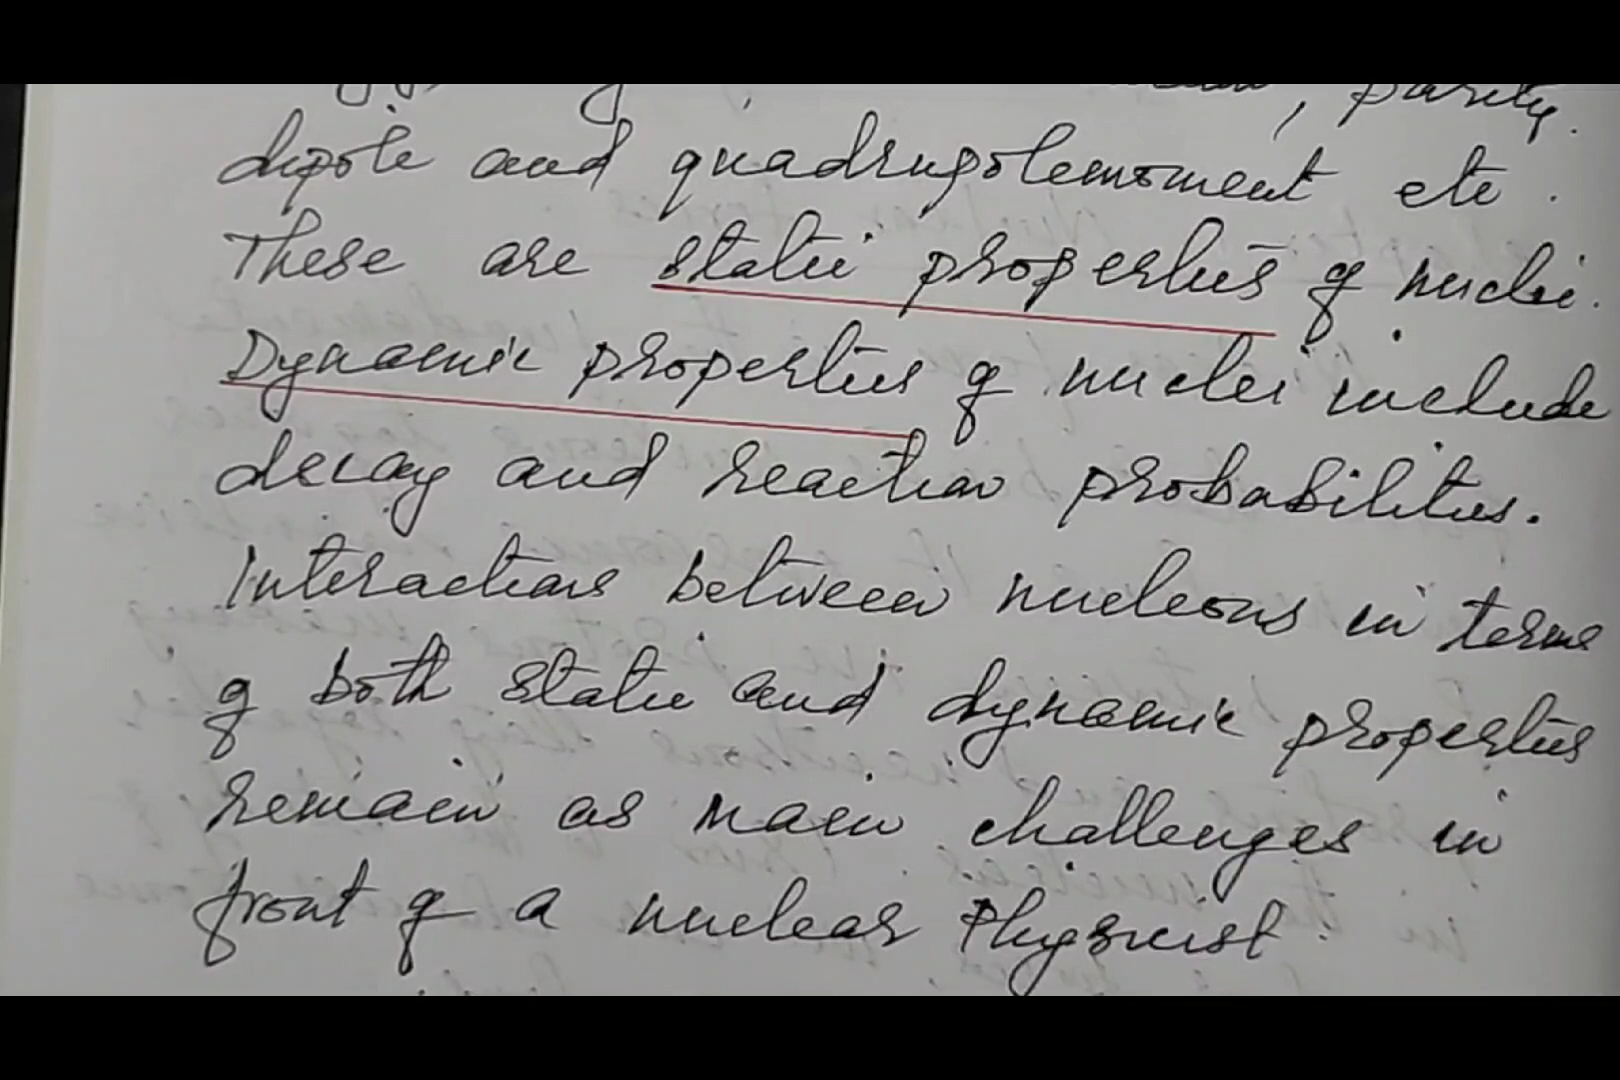 , parity.
dipole and quadrupolemoment etc.
These are static properties of nuclei.
Dynamic properties of nuclei include
decay and reaction probabilities.
Interactions between nucleons in terms
of both static and dynamic properties
remain as main challenges in
front of a nuclear Physicist.